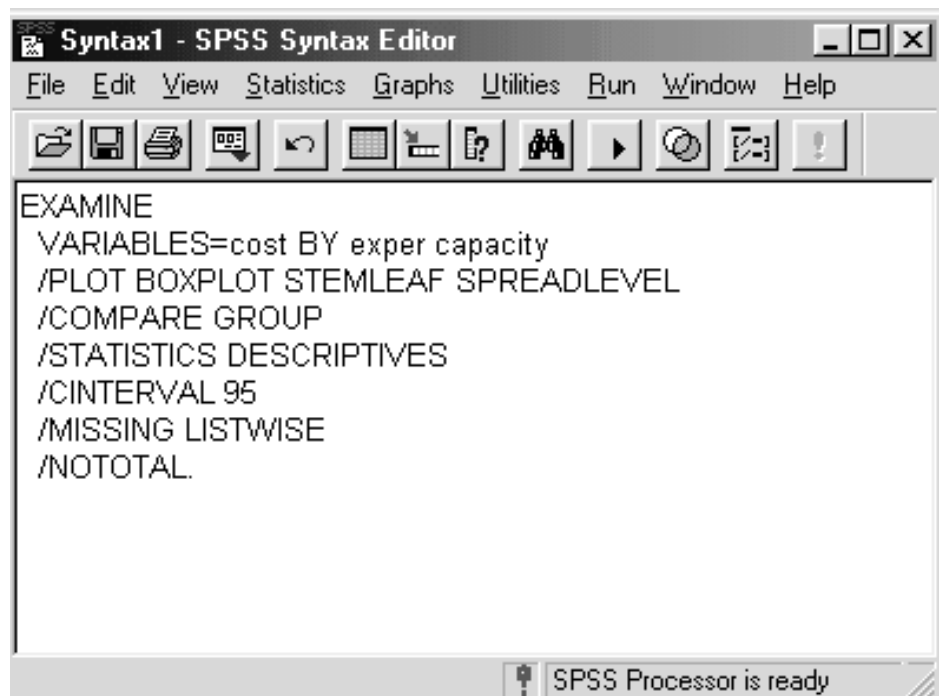 SPSS
Syntax1 - SPSS Syntax Editor
File Edit View Statistics Graphs Utilities Run Window Help
EXAMINE
VARIABLES=cost BY exper capacity
/PLOT BOXPLOT STEMLEAF SPREADLEVEL
/COMPARE GROUP
/STATISTICS DESCRIPTIVES
/CINTERVAL 95
/MISSING LISTWISE
/NOTOTAL.
SPSS Processor is ready